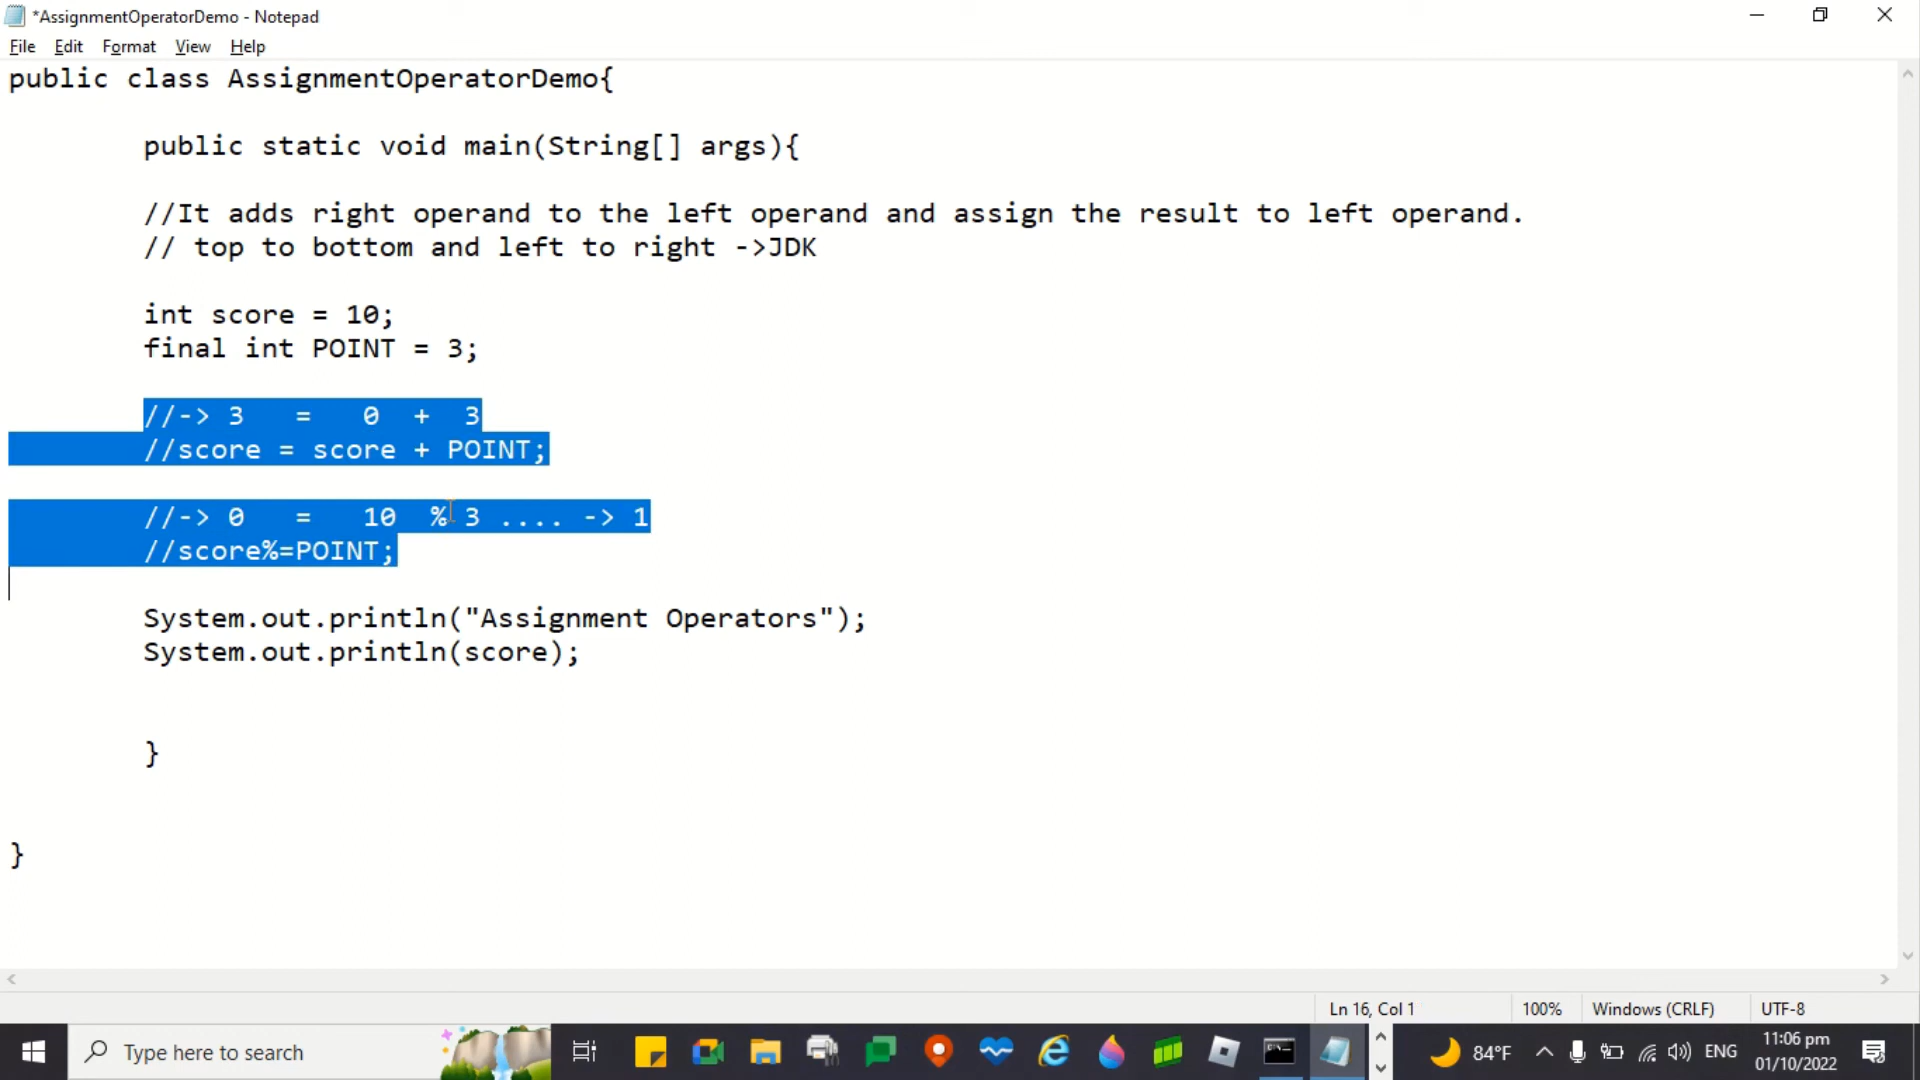 *AssignmentOperatorDemo - Notepad
File Edit Format View Help
public class AssignmentOperatorDemo{
public static void main(String[] args){
//It adds right operand to the left operand and assign the result to left operand.
// top to bottom and left to right ->JDK
int score = 10;
final int POINT = 3;
//-> 3 = 0 + 3
//score = score + POINT;
//-> 0 = 10 % 3 .... -> 1
//score%=POINT;
System.out.println("Assignment Operators");
System.out.println(score);
}
}
Ln 16, Col 1 100% Windows (CRLF) UTF-8
Type here to search 84°F ENG 11:06 pm
01/10/2022